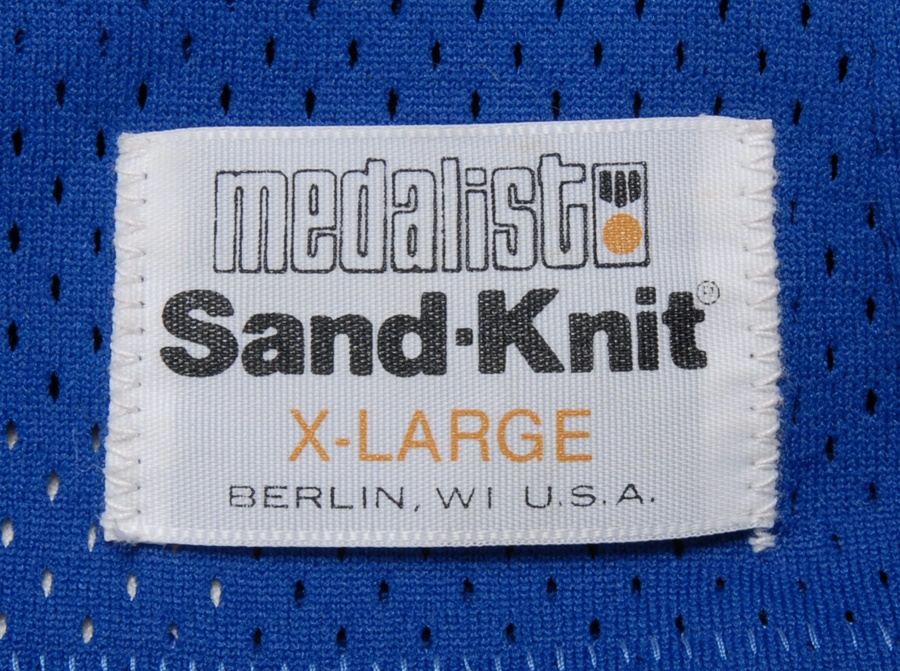 medalist
Sand·Knit®
X-LARGE
BERLIN, WI U.S.A.